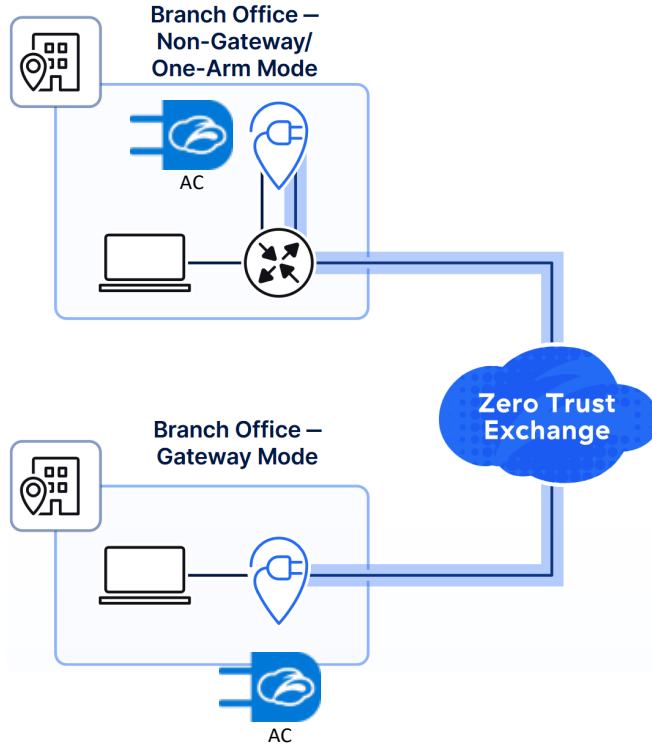 Branch Office –
Non-Gateway/
One-Arm Mode
AC
Zero Trust
Exchange
Branch Office –
Gateway Mode
AC